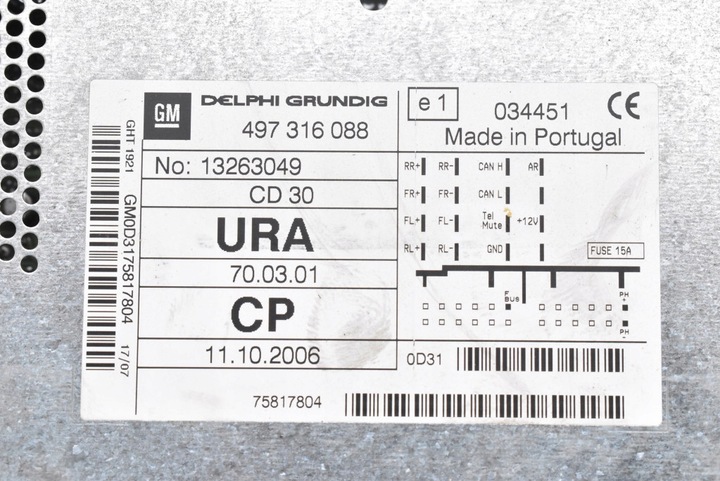 GM DELPHI GRUNDIG
497 316 088
No: 13263049
CD 30
URA
70.03.01
CP
11.10.2006
e1 034451 CE
Made in Portugal
RR+ RR- CAN H AR
FR+ FR- CAN L
FL+ FL- Tel Mute +12V
RL+ RL- GND
FUSE 15A
F BUS
PH +
PH -
0D31
75817804
GHT 1921
GM0D3175817804
17/07